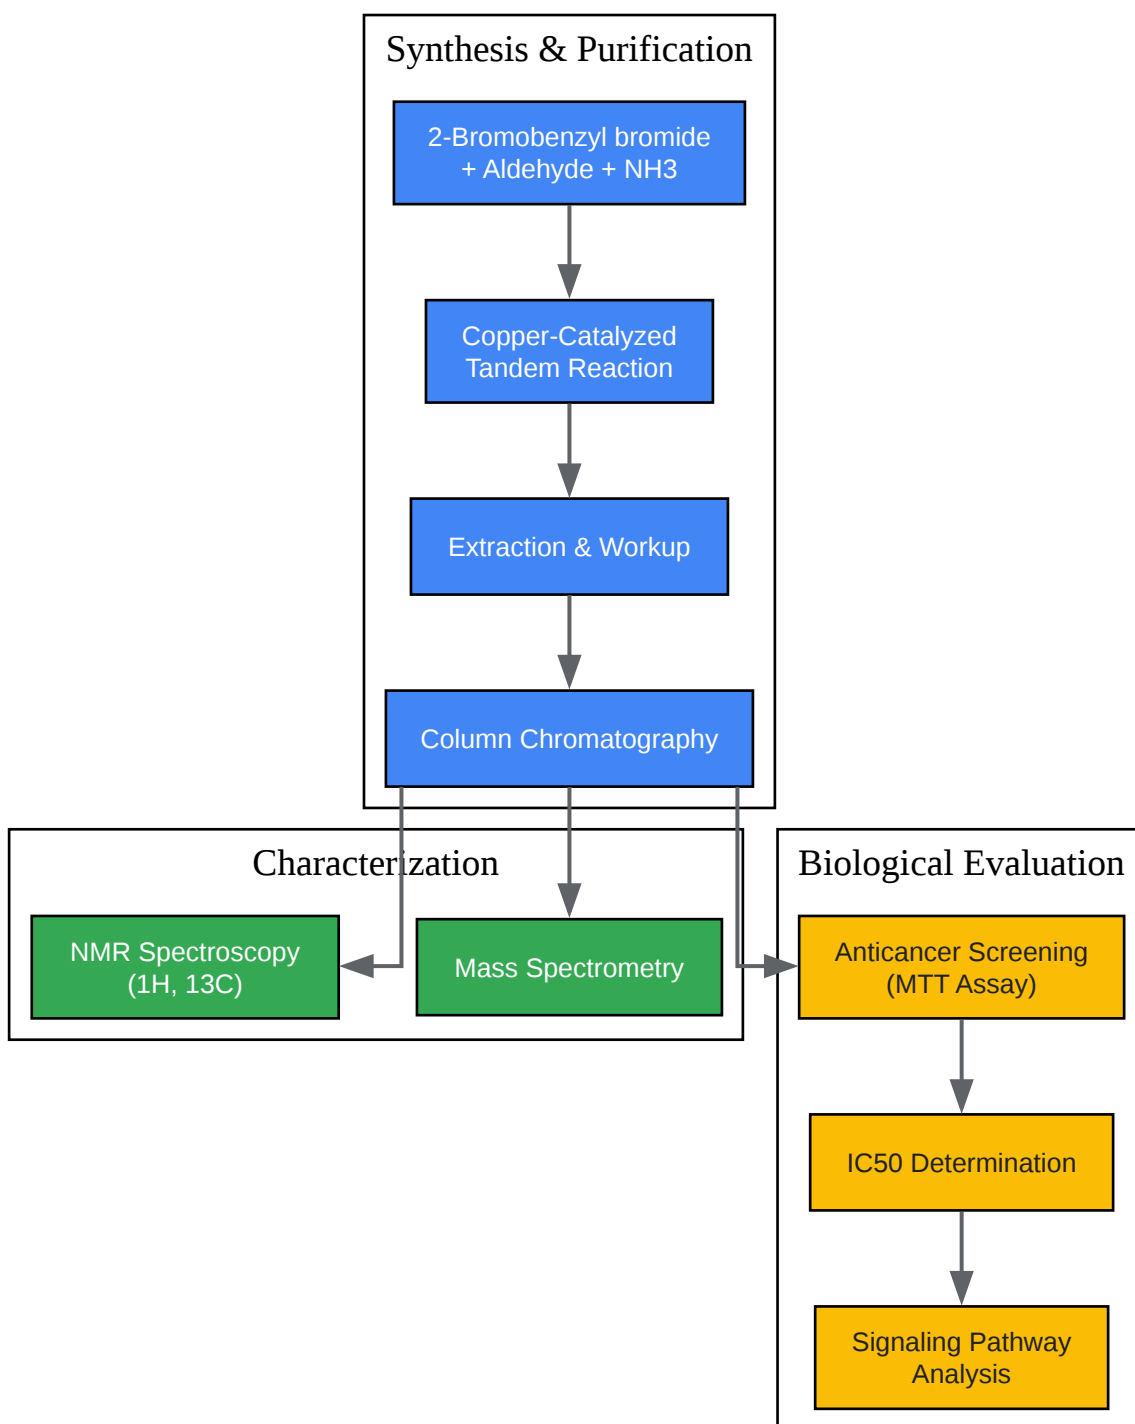 Synthesis & Purification
2-Bromobenzyl bromide
+ Aldehyde + NH3
Copper-Catalyzed
Tandem Reaction
Extraction & Workup
Column Chromatography
Characterization
NMR Spectroscopy
(1H, 13C)
Mass Spectrometry
Biological Evaluation
Anticancer Screening
(MTT Assay)
IC50 Determination
Signaling Pathway
Analysis